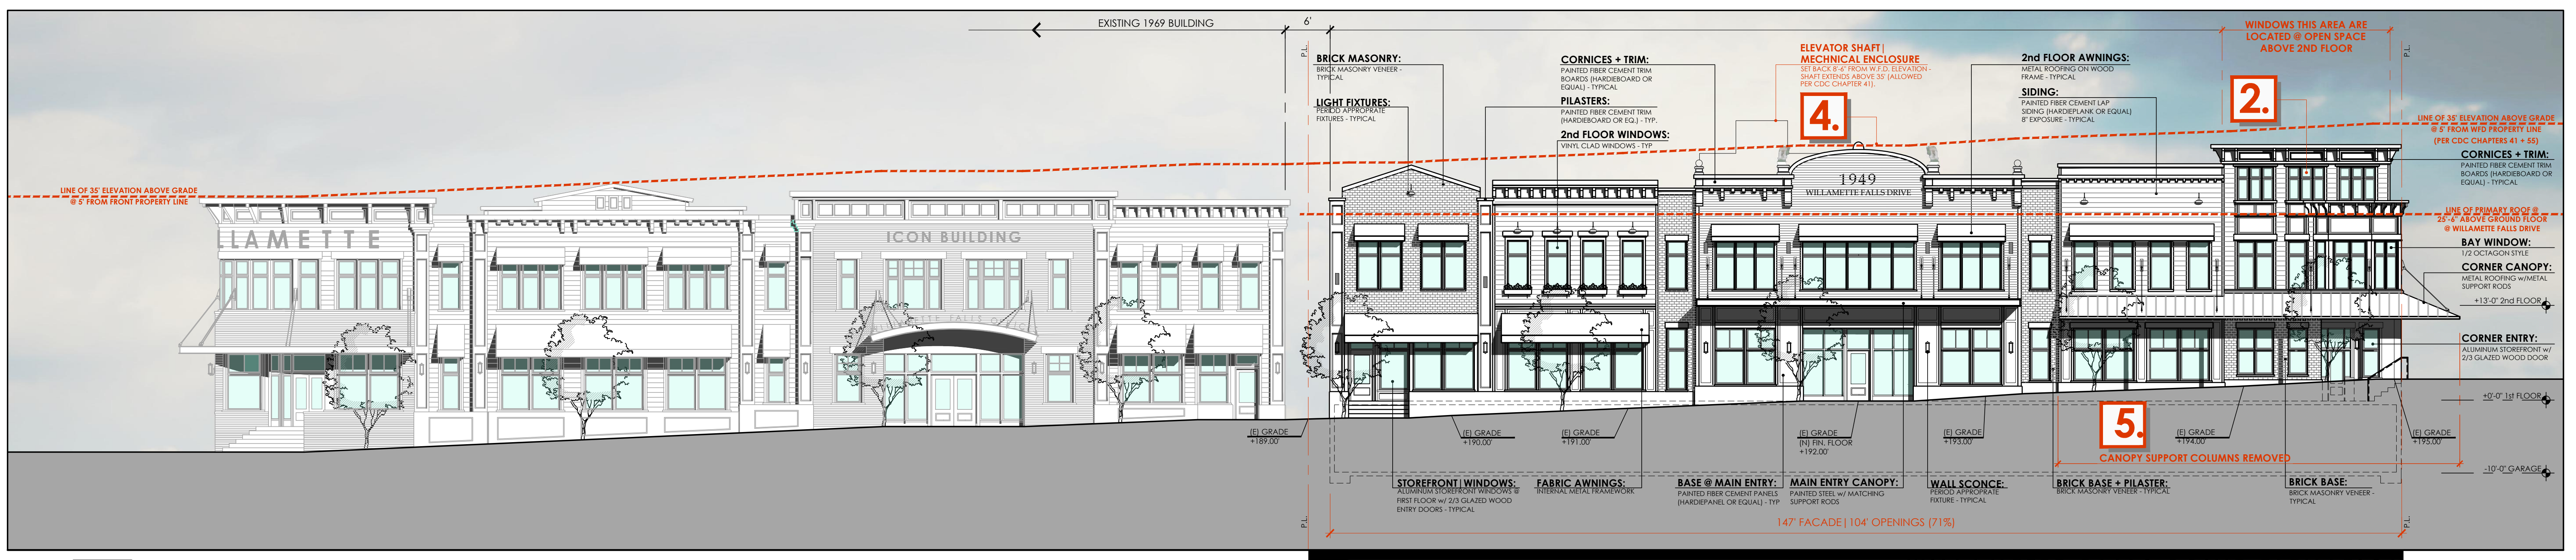 EXISTING 1969 BUILDING
6'
P.L.
WINDOWS THIS AREA ARE
LOCATED @ OPEN SPACE
ABOVE 2ND FLOOR
P.L.
BRICK MASONRY:
BRICK MASONRY VENEER -
TYPICAL
LIGHT FIXTURES:
PERIOD APPROPRATE
FIXTURES - TYPICAL
CORNICES + TRIM:
PAINTED FIBER CEMENT TRIM
BOARDS (HARDIEBOARD OR
EQUAL) - TYPICAL
PILASTERS:
PAINTED FIBER CEMENT TRIM
(HARDIEBOARD OR EQ.) - TYP.
2nd FLOOR WINDOWS:
VINYL CLAD WINDOWS - TYP
ELEVATOR SHAFT|
MECHNICAL ENCLOSURE
SET BACK 8'-6" FROM W.F.D. ELEVATION -
SHAFT EXTENDS ABOVE 35' (ALLOWED
PER CDC CHAPTER 41).
4.
2nd FLOOR AWNINGS:
METAL ROOFING ON WOOD
FRAME - TYPICAL
SIDING:
PAINTED FIBER CEMENT LAP
SIDING (HARDIEPLANK OR EQUAL)
8" EXPOSURE - TYPICAL
2.
LINE OF 35' ELEVATION ABOVE GRADE
@ 5' FROM WFD PROPERTY LINE
(PER CDC CHAPTERS 41 + 55)
CORNICES + TRIM:
PAINTED FIBER CEMENT TRIM
BOARDS (HARDIEBOARD OR
EQUAL) - TYPICAL
LINE OF 35' ELEVATION ABOVE GRADE
@ 5' FROM FRONT PROPERTY LINE
LLAMETTE
ICON BUILDING
1949
WILLAMETTE FALLS DRIVE
LINE OF PRIMARY ROOF @
25'-6" ABOVE GROUND FLOOR
@ WILLAMETTE FALLS DRIVE
BAY WINDOW:
1/2 OCTAGON STYLE
CORNER CANOPY:
METAL ROOFING w/METAL
SUPPORT RODS
+13'-0" 2nd FLOOR
CORNER ENTRY:
ALUMINUM STOREFRONT w/
2/3 GLAZED WOOD DOOR
+0'-0" 1st FLOOR
5.
(E) GRADE
+189.00'
(E) GRADE
+190.00'
(E) GRADE
+191.00'
(E) GRADE
(N) FIN. FLOOR
+192.00'
(E) GRADE
+193.00'
(E) GRADE
+194.00'
(E) GRADE
+195.00'
CANOPY SUPPORT COLUMNS REMOVED
-10'-0" GARAGE
STOREFRONT|WINDOWS:
ALUMINUM STOREFRONT WINDOWS @
FIRST FLOOR w/ 2/3 GLAZED WOOD
ENTRY DOORS - TYPICAL
FABRIC AWNINGS:
INTERNAL METAL FRAMEWORK
BASE @ MAIN ENTRY:
PAINTED FIBER CEMENT PANELS
(HARDIEPANEL OR EQUAL) - TYP
MAIN ENTRY CANOPY:
PAINTED STEEL w/ MATCHING
SUPPORT RODS
WALL SCONCE:
PERIOD APPROPRATE
FIXTURE - TYPICAL
BRICK BASE + PILASTER:
BRICK MASONRY VENEER - TYPICAL
BRICK BASE:
BRICK MASONRY VENEER -
TYPICAL
P.L.
147' FACADE|104' OPENINGS (71%)
P.L.